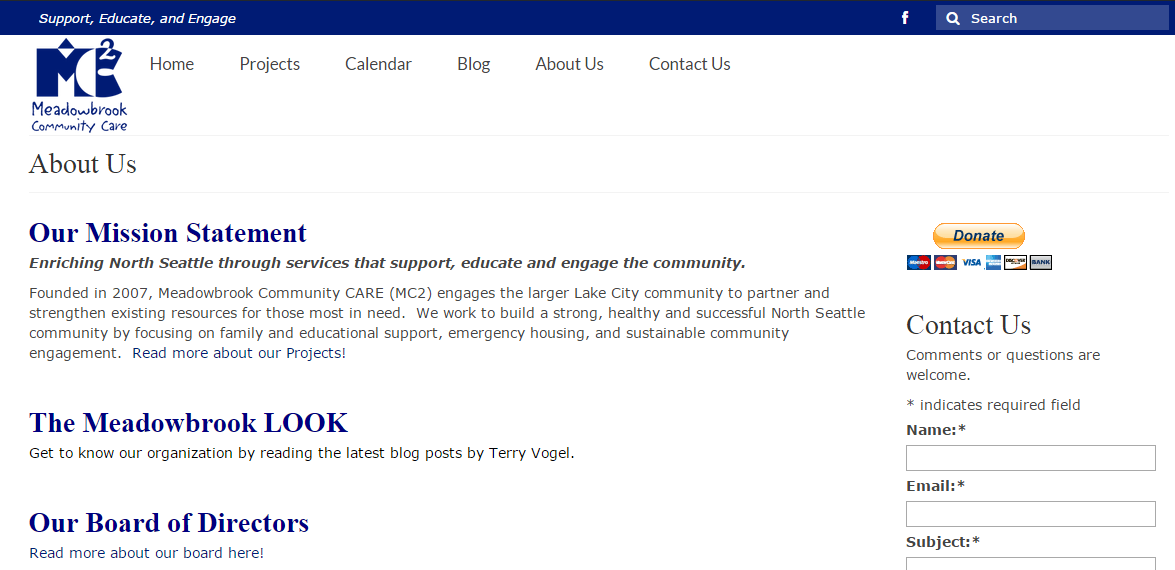 Support, Educate, and Engage
f
Search
MC2
Meadowbrook
Community Care
Home
Projects
Calendar
Blog
About Us
Contact Us
About Us
Our Mission Statement
Enriching North Seattle through services that support, educate and engage the community.
Founded in 2007, Meadowbrook Community CARE (MC2) engages the larger Lake City community to partner and
strengthen existing resources for those most in need.  We work to build a strong, healthy and successful North Seattle
community by focusing on family and educational support, emergency housing, and sustainable community
engagement.  Read more about our Projects!
The Meadowbrook LOOK
Get to know our organization by reading the latest blog posts by Terry Vogel.
Our Board of Directors
Read more about our board here!
Donate
Maestro
MasterCard
VISA
DISCOVER
BANK
Contact Us
Comments or questions are
welcome.
* indicates required field
Name:*
Email:*
Subject:*